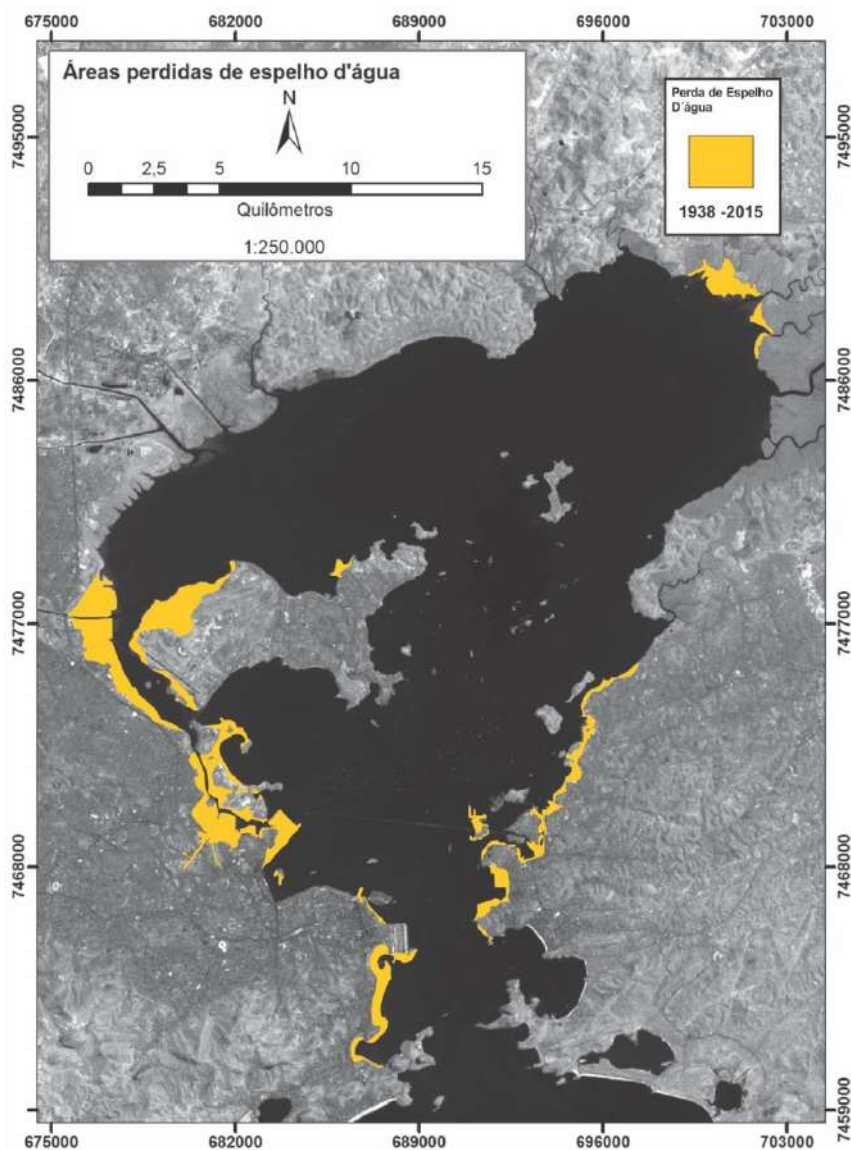 675000 682000 689000 696000 703000
Áreas perdidas de espelho d'água
N
0 2,5 5 10 15
Quilômetros
1:250.000
Perda de Espelho
D´água
1938 -2015
7495000 7495000
7486000 7486000
7477000 7477000
7468000 7468000
7459000
675000 682000 689000 696000 703000